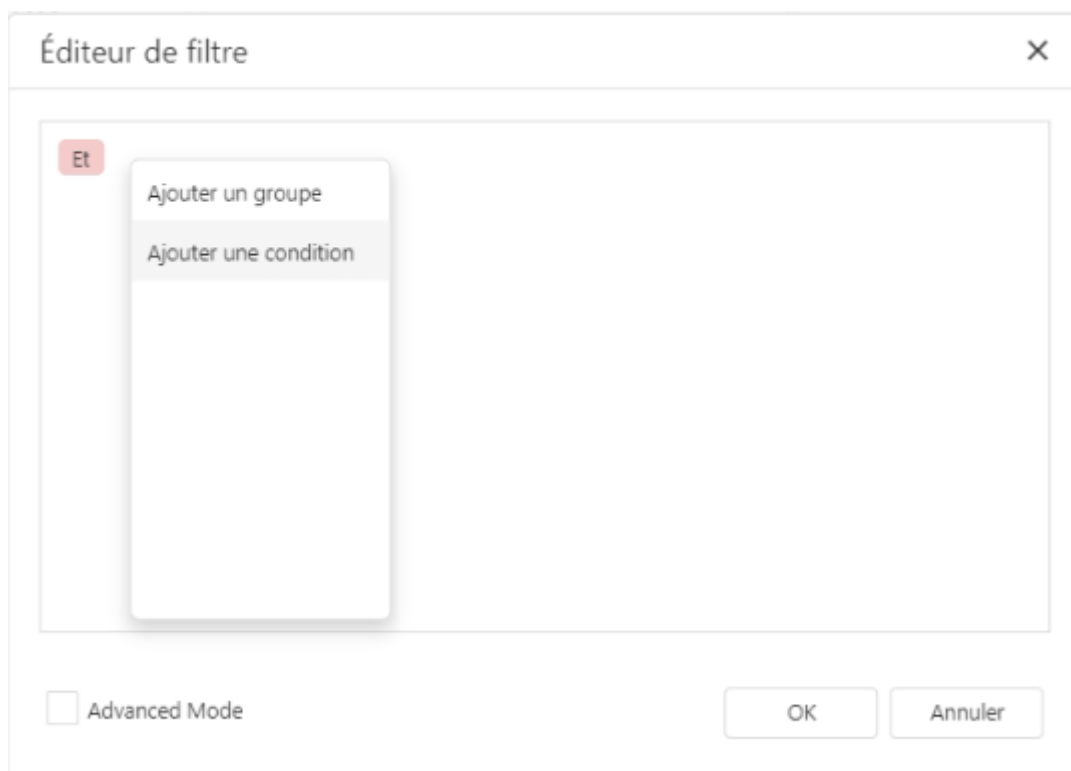 Éditeur de filtre
Et
Ajouter un groupe
Ajouter une condition
Advanced Mode
OK
Annuler